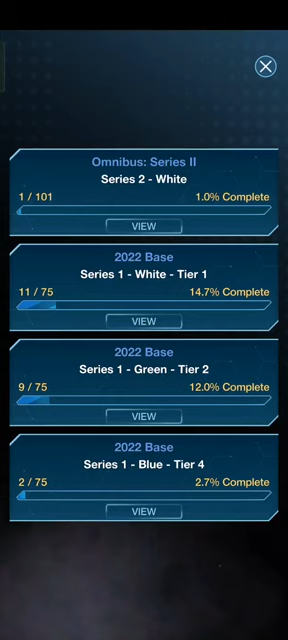 Omnibus: Series II
Series 2 - White
1 / 101 1.0% Complete
VIEW
2022 Base
Series 1 - White - Tier 1
11 / 75 14.7% Complete
VIEW
2022 Base
Series 1 - Green - Tier 2
9 / 75 12.0% Complete
VIEW
2022 Base
Series 1 - Blue - Tier 4
2 / 75 2.7% Complete
VIEW